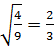 √(4/9) = 2/3